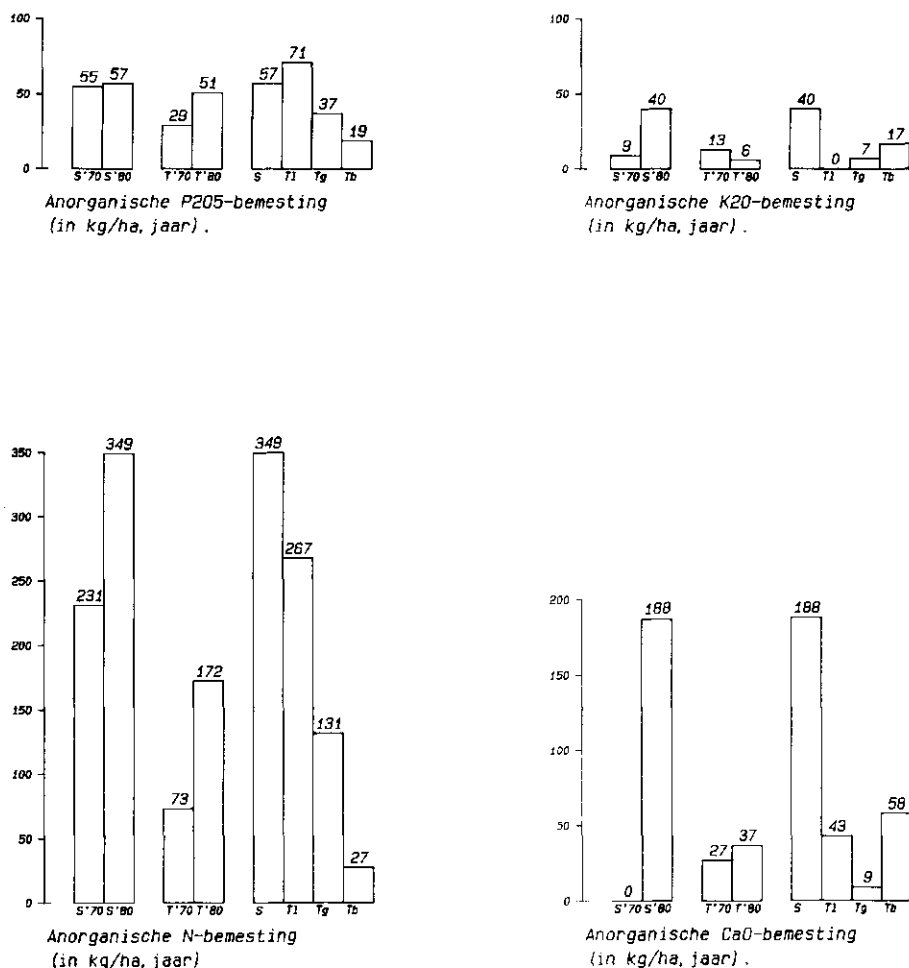 100
50
0
55 57 28 51 57 71 37 19
S'70 S'80 T'70 T'80 S Tl Tg Tb
Anorganische P2O5-bemesting
(in kg/ha, jaar).
100
50
0
9 40 13 6 40 0 7 17
S'70 S'80 T'70 T'80 S Tl Tg Tb
Anorganische K2O-bemesting
(in kg/ha, jaar).
350
300
250
200
150
100
50
0
231 349 73 172 349 267 131 27
S'70 S'80 T'70 T'80 S Tl Tg Tb
Anorganische N-bemesting
(in kg/ha, jaar)
200
150
100
50
0
0 188 27 37 188 43 9 58
S'70 S'80 T'70 T'80 S Tl Tg Tb
Anorganische CaO-bemesting
(in kg/ha, jaar).